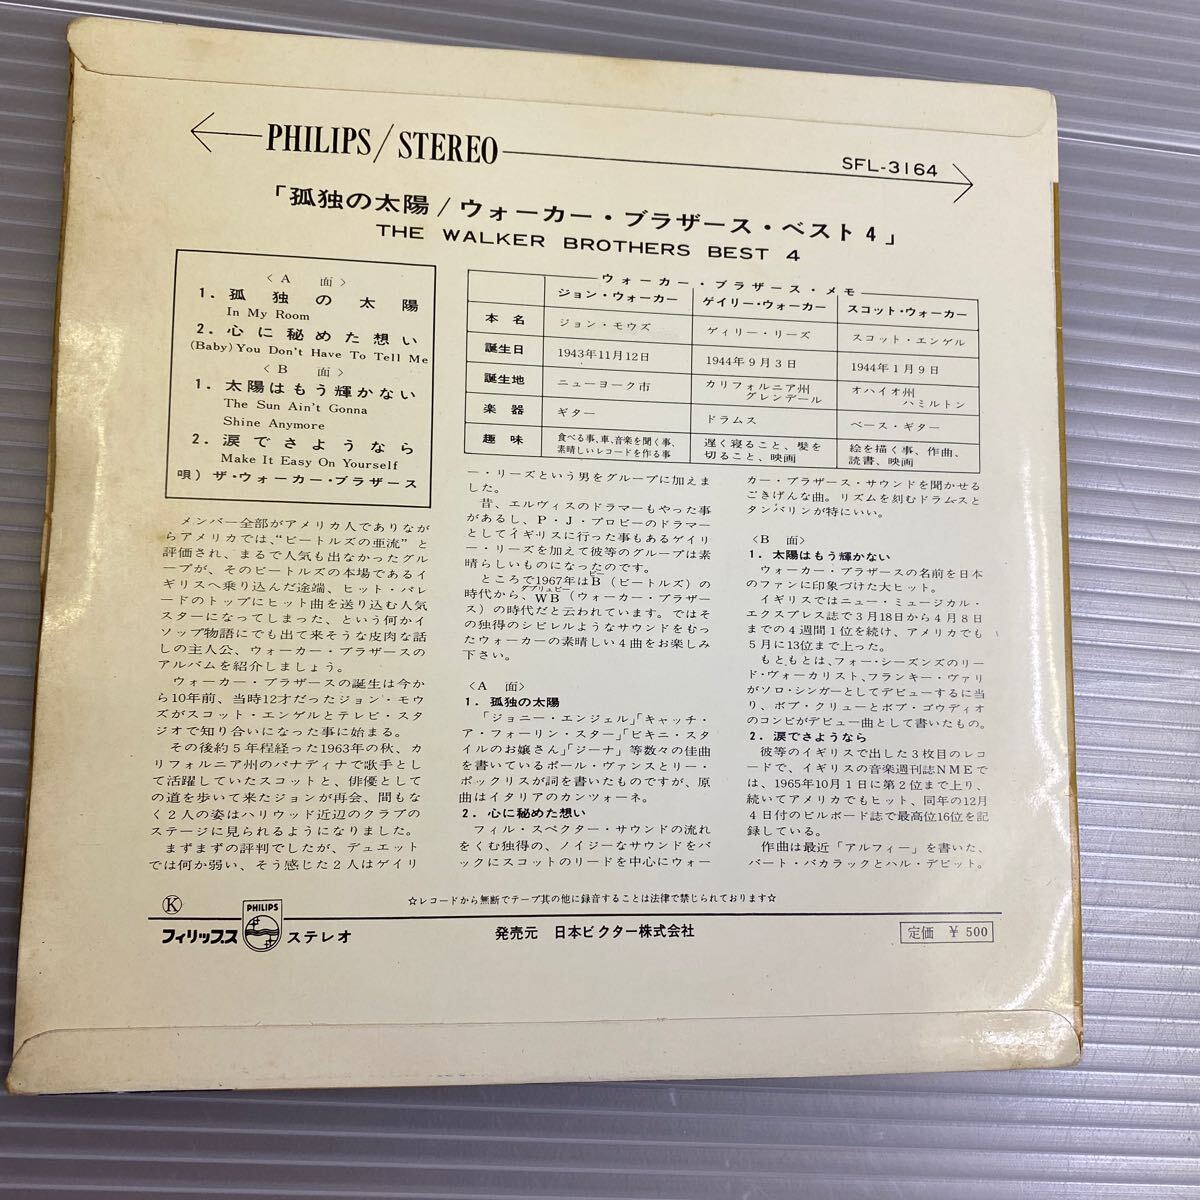 PHILIPS / STEREO
SFL-3164
「孤独の太陽 / ウォーカー・ブラザース・ベスト 4」
THE WALKER BROTHERS BEST 4
〈A 面〉
1. 孤独の太陽
In My Room
2. 心に秘めた想い
(Baby) You Don't Have To Tell Me
〈B 面〉
1. 太陽はもう輝かない
The Sun Ain't Gonna
Shine Anymore
2. 涙でさようなら
Make It Easy On Yourself
唄) ザ・ウォーカー・ブラザース
ウォーカー・ブラザース・メモ
ジョン・ウォーカー ゲイリー・ウォーカー スコット・ウォーカー
本名 ジョン・モウズ ゲィリー・リーズ スコット・エンゲル
誕生日 1943年11月12日 1944年9月3日 1944年1月9日
誕生地 ニューヨーク市 カリフォルニア州 グレンデール オハイオ州 ハミルトン
楽器 ギター ドラムス ベース・ギター
趣味 食べる事、車、音楽を聞く事、素晴しいレコードを作る事 遅く寝ること、髪を切ること、映画 絵を描く事、作曲、読書、映画
メンバー全部がアメリカ人でありなが
らアメリカでは、“ビートルズの亜流”と
評価され、まるで人気も出なかったグル
ープが、そのビートルズの本場であるイ
ギリスへ乗り込んだ途端、ヒット・パレ
ードのトップにヒット曲を送り込む人気
スターになってしまった、という何かイ
ソップ物語にでも出て来そうな皮肉な話
しの主人公、ウォーカー・ブラザースの
アルバムを紹介しましょう。
ウォーカー・ブラザースの誕生は今か
ら10年前、当時12才だったジョン・モウ
ズがスコット・エンゲルとテレビ・スタ
ジオで知り合いになった事に始まる。
その後約5年程経った1963年の秋、カ
リフォルニア州のパナディナで歌手とし
て活躍していたスコットと、俳優として
の道を歩いて来たジョンが再会、間もな
く2人の姿はハリウッド近辺のクラブの
ステージに見られるようになりました。
まずまずの評判でしたが、デュエット
では何か弱い、そう感じた2人はゲイリ
ー・リーズという男をグループに加えま
した。
昔、エルヴィスのドラマーもやった事
があるし、P・J・プロビーのドラマー
としてイギリスに行った事もあるゲイリ
ー・リーズを加えて彼等のグループは素
晴らしいものになったのです。
ところで1967年はB(ビートルズ)の
ビー
時代から、WB(ウォーカー・ブラザー
ダブリュビー
ス)の時代だと云われています。ではそ
の独得のシビレルようなサウンドをむっ
たウォーカーの素晴しい4曲をお楽しみ
下さい。
〈A 面〉
1. 孤独の太陽
「ジョニー・エンジェル」「キャッチ・
ア・フォーリン・スター」「ビキニ・スタ
イルのお嬢さん」「ジーナ」等数々の佳曲
を書いているポール・ヴァンスとリー・
ポックリスが詞を書いたものですが、原
曲はイタリアのカンツォーネ。
2. 心に秘めた想い
フィル・スペクター・サウンドの流れ
をくむ独得の、ノイジーなサウンドをバ
ックにスコットのリードを中心にウォー
カー・ブラザース・サウンドを聞かせる
ごきげんな曲。リズムを刻むドラムスと
タンバリンが特にいい。
〈B 面〉
1. 太陽はもう輝かない
ウォーカー・ブラザースの名前を日本
のファンに印象づけた大ヒット。
イギリスではニュー・ミュージカル・
エクスプレス誌で3月18日から4月8日
までの4週間1位を続け、アメリカでも
5月に13位まで上った。
もともとは、フォー・シーズンズのリー
ド・ヴォーカリスト、フランキー・ヴァリ
がソロ・シンガーとしてデビューするに当
り、ボブ・クリューとボブ・ゴウディオ
のコンビがデビュー曲として書いたもの。
2. 涙でさようなら
彼等のイギリスで出した3枚目のレコ
ードで、イギリスの音楽週刊誌NMEで
は、1965年10月1日に第2位まで上り、
続いてアメリカでもヒット、同年の12月
4日付のビルボード誌で最高位16位を記
録している。
作曲は最近「アルフィー」を書いた、
バート・バカラックとハル・デビット。
☆レコードから無断でテープ其の他に録音することは法律で禁じられております☆
Ⓚ
フィリップス PHILIPS ステレオ
発売元 日本ビクター株式会社
定価 ¥500